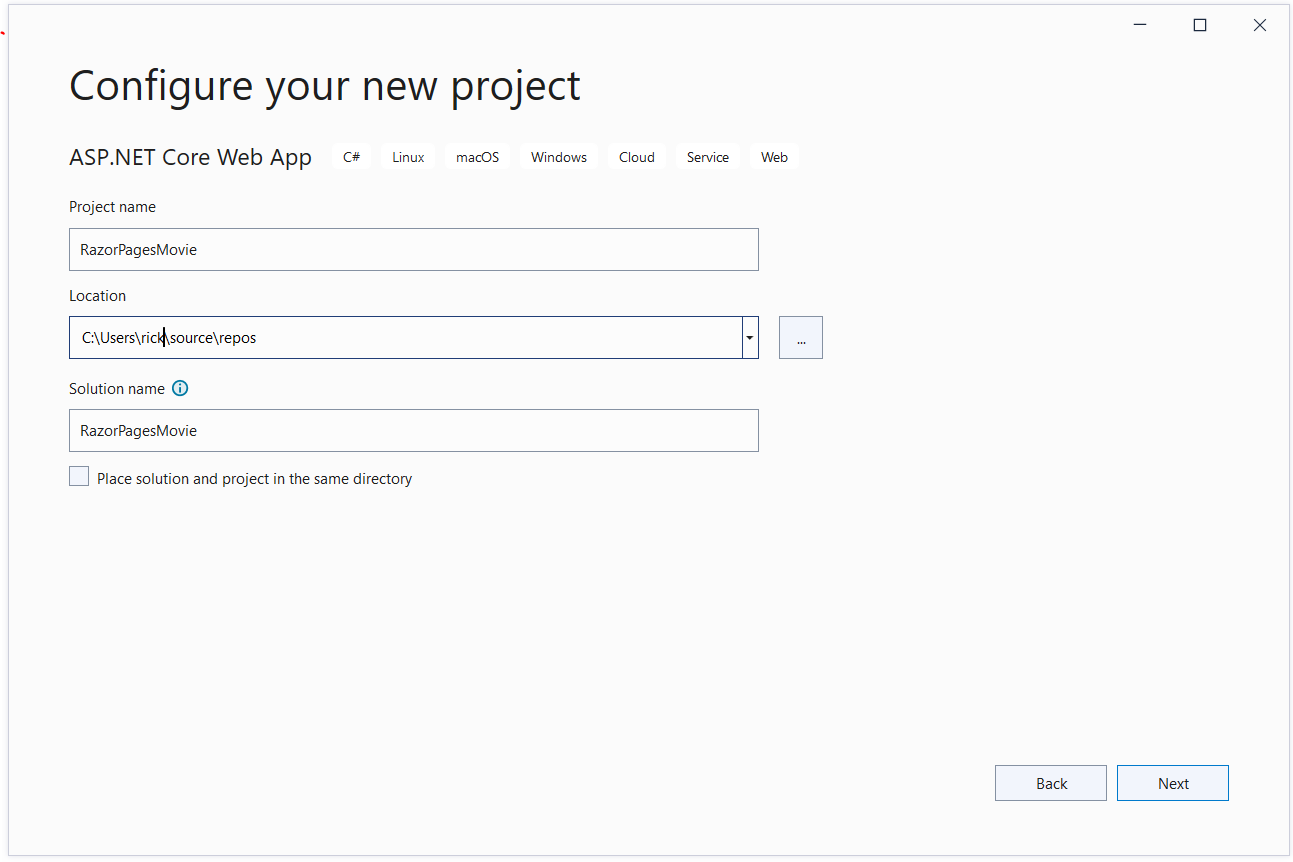 Configure your new project
ASP.NET Core Web App C# Linux macOS Windows Cloud Service Web
Project name
RazorPagesMovie
Location
C:\Users\rick\source\repos
...
Solution name
RazorPagesMovie
Place solution and project in the same directory
Back Next